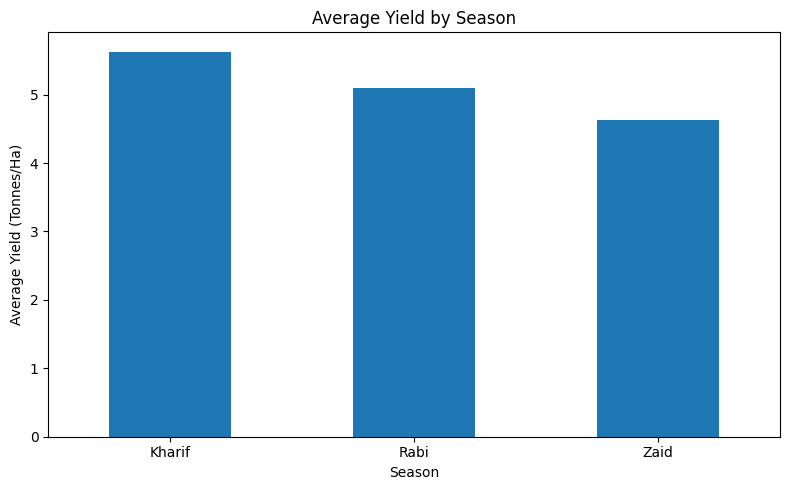 Average Yield by Season
Average Yield (Tonnes/Ha)
5
4
3
2
1
0
Kharif
Rabi
Zaid
Season